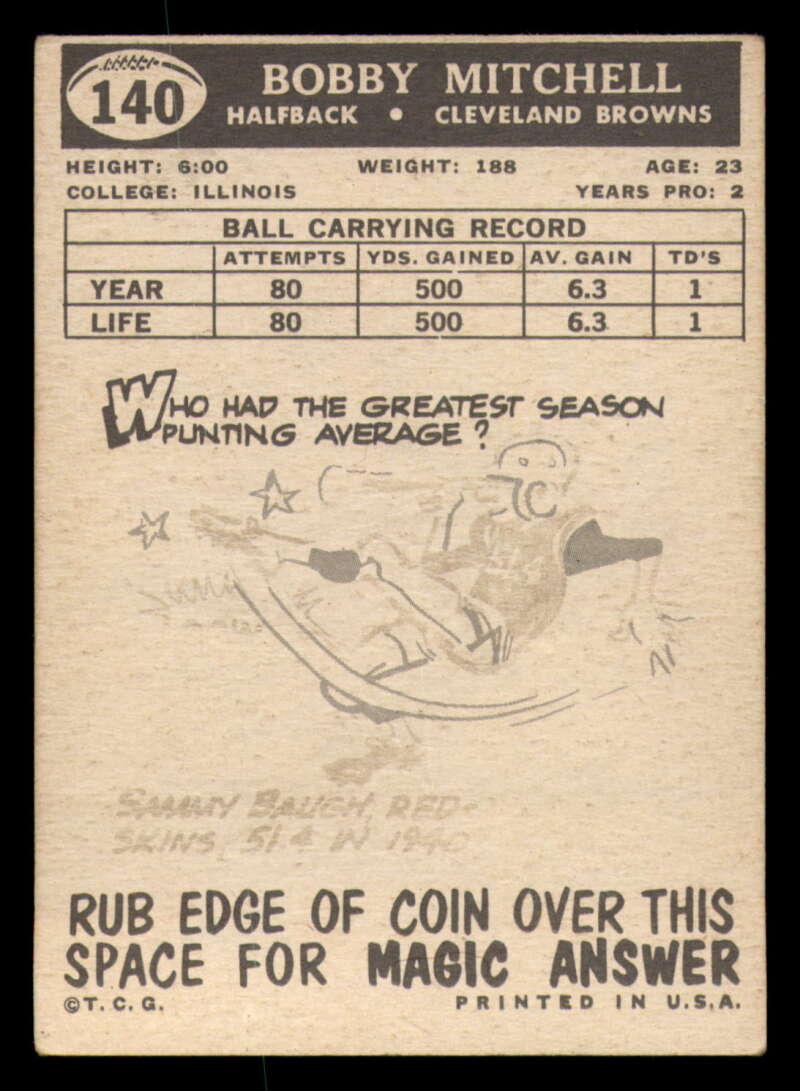 140
BOBBY MITCHELL
HALFBACK • CLEVELAND BROWNS
HEIGHT: 6:00 WEIGHT: 188 AGE: 23
COLLEGE: ILLINOIS YEARS PRO: 2
BALL CARRYING RECORD
ATTEMPTS YDS. GAINED AV. GAIN TD'S
YEAR 80 500 6.3 1
LIFE 80 500 6.3 1
WHO HAD THE GREATEST SEASON
PUNTING AVERAGE?
SAMMY BAUGH, RED-
SKINS, 51.4 IN 1940
RUB EDGE OF COIN OVER THIS
SPACE FOR MAGIC ANSWER
©T.C.G. PRINTED IN U.S.A.